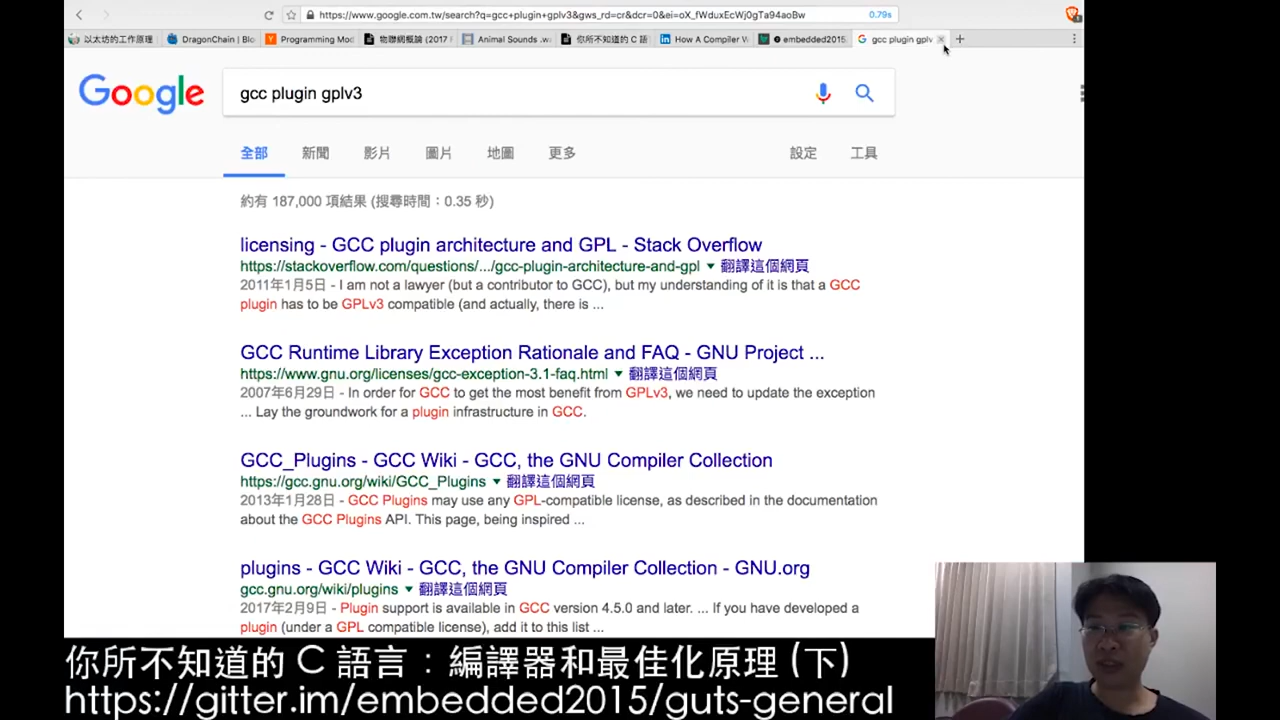 https://www.google.com.tw/search?q=gcc+plugin+gplv3&gws_rd=cr&dcr=0&ei=oX_fWduxEcWj0gTa94aoBw
0.79s
以太坊的工作原理
DragonChain | Blo
Programming Mod
物聯網概論 (2017 F
Animal Sounds .wa
你所不知道的 C 語
How A Compiler W
embedded2015
gcc plugin gplv
Google
gcc plugin gplv3
全部 新聞 影片 圖片 地圖 更多 設定 工具
約有 187,000 項結果 (搜尋時間：0.35 秒)
licensing - GCC plugin architecture and GPL - Stack Overflow
https://stackoverflow.com/questions/.../gcc-plugin-architecture-and-gpl 翻譯這個網頁
2011年1月5日 - I am not a lawyer (but a contributor to GCC), but my understanding of it is that a GCC
plugin has to be GPLv3 compatible (and actually, there is ...
GCC Runtime Library Exception Rationale and FAQ - GNU Project ...
https://www.gnu.org/licenses/gcc-exception-3.1-faq.html 翻譯這個網頁
2007年6月29日 - In order for GCC to get the most benefit from GPLv3, we need to update the exception
... Lay the groundwork for a plugin infrastructure in GCC.
GCC_Plugins - GCC Wiki - GCC, the GNU Compiler Collection
https://gcc.gnu.org/wiki/GCC_Plugins 翻譯這個網頁
2013年1月28日 - GCC Plugins may use any GPL-compatible license, as described in the documentation
about the GCC Plugins API. This page, being inspired ...
plugins - GCC Wiki - GCC, the GNU Compiler Collection - GNU.org
gcc.gnu.org/wiki/plugins 翻譯這個網頁
2017年2月9日 - Plugin support is available in GCC version 4.5.0 and later. ... If you have developed a
plugin (under a GPL compatible license), add it to this list ...
你所不知道的 C 語言：編譯器和最佳化原理 (下)
https://gitter.im/embedded2015/guts-general